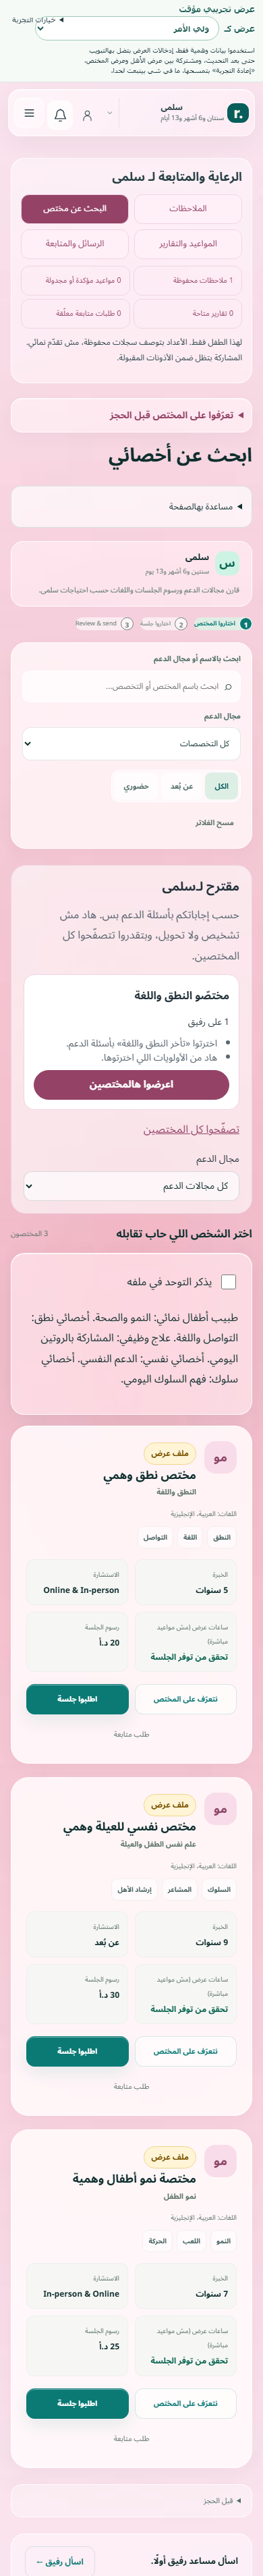 عرض تجريبي مؤقت
عرض كـ
ولي الأمر
خيارات التجربة
استخدموا بيانات وهمية فقط. إدخالات العرض بتضل بهالتبويب
حتى بعد التحديث، ومشتركة بين عرض الأهل وعرض المختص.
«إعادة التجربة» بتمسحها. ما في شي بينبعت لحدا.
سلمى
سنتان و6 أشهر و13 أيام
الرعاية والمتابعة لـ سلمى
الملاحظات
البحث عن مختص
المواعيد والتقارير
الرسائل والمتابعة
1 ملاحظات محفوظة
0 مواعيد مؤكدة أو مجدولة
0 تقارير متاحة
0 طلبات متابعة معلّقة
لهذا الطفل فقط. الأعداد بتوصف سجلات محفوظة، مش تقدّم نمائي.
المشاركة بتظل ضمن الأذونات المقبولة.
تعرّفوا على المختص قبل الحجز
ابحث عن أخصائي
مساعدة بهالصفحة
س
سلمى
سنتين و6 أشهر و13 يوم
قارن مجالات الدعم ورسوم الجلسات واللغات حسب احتياجات سلمى.
1 اختاروا المختص
2 اختاروا جلسة
3 Review & send
ابحث بالاسم أو مجال الدعم
ابحث باسم المختص أو التخصص...
مجال الدعم
كل التخصصات
الكل
عن بُعد
حضوري
مسح الفلاتر
مقترح لـسلمى
حسب إجاباتكم بأسئلة الدعم بس. هاد مش
تشخيص ولا تحويل، وبتقدروا تتصفّحوا كل
المختصين.
مختصّو النطق واللغة
1 على رفيق
اخترتوا «تأخر النطق واللغة» بأسئلة الدعم.
هاد من الأولويات اللي اخترتوها.
اعرضوا هالمختصين
تصفّحوا كل المختصين
مجال الدعم
كل مجالات الدعم
اختر الشخص اللي حاب تقابله
3 المختصون
يذكر التوحد في ملفه
طبيب أطفال نمائي: النمو والصحة. أخصائي نطق:
التواصل واللغة. علاج وظيفي: المشاركة بالروتين
اليومي. أخصائي نفسي: الدعم النفسي. أخصائي
سلوك: فهم السلوك اليومي.
مو
ملف عرض
مختص نطق وهمي
النطق واللغة
اللغات: العربية، الإنجليزية
النطق
اللغة
التواصل
الخبرة
5 سنوات
الاستشارة
Online & In-person
ساعات عرض (مش مواعيد
مباشرة)
تحقق من توفر الجلسة
رسوم الجلسة
20 د.أ
نتعرّف على المختص
اطلبوا جلسة
طلب متابعة
مو
ملف عرض
مختص نفسي للعيلة وهمي
علم نفس الطفل والعيلة
اللغات: العربية، الإنجليزية
السلوك
المشاعر
إرشاد الأهل
الخبرة
9 سنوات
الاستشارة
عن بُعد
ساعات عرض (مش مواعيد
مباشرة)
تحقق من توفر الجلسة
رسوم الجلسة
30 د.أ
نتعرّف على المختص
اطلبوا جلسة
طلب متابعة
مو
ملف عرض
مختصة نمو أطفال وهمية
نمو الطفل
اللغات: العربية، الإنجليزية
النمو
اللعب
الحركة
الخبرة
7 سنوات
الاستشارة
In-person & Online
ساعات عرض (مش مواعيد
مباشرة)
تحقق من توفر الجلسة
رسوم الجلسة
25 د.أ
نتعرّف على المختص
اطلبوا جلسة
طلب متابعة
قبل الحجز
اسأل مساعد رفيق أولًا.
اسأل رفيق ←